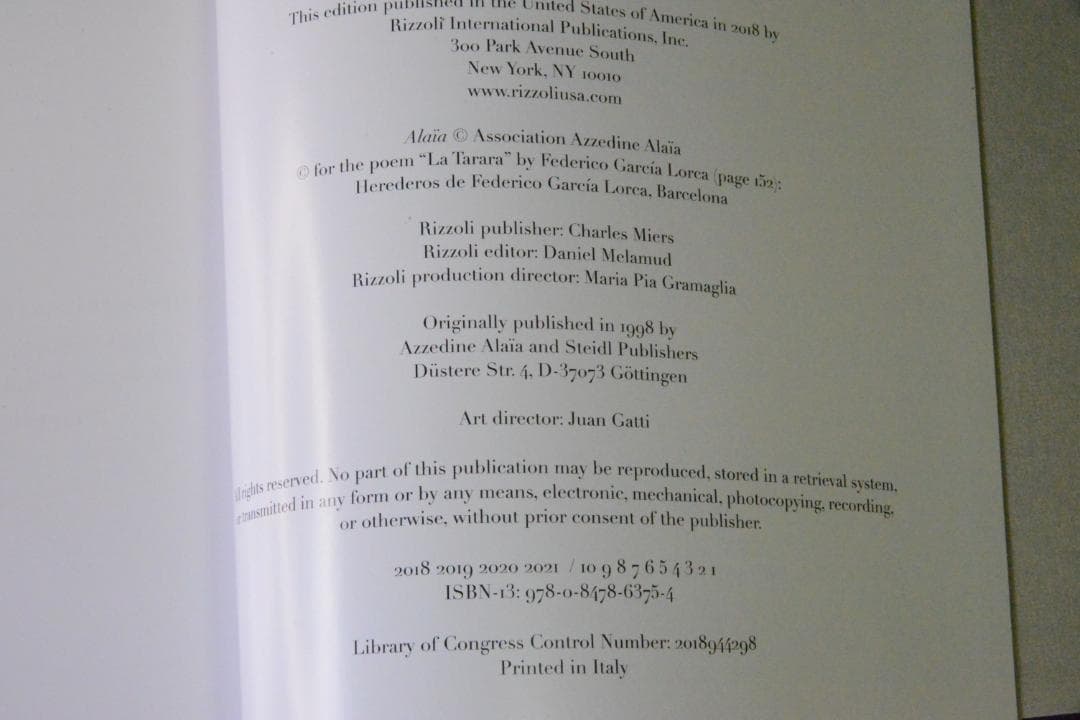 This edition published in the United States of America in 2018 by
Rizzoli International Publications, Inc.
300 Park Avenue South
New York, NY 10010
www.rizzoliusa.com
Alaïa © Association Azzedine Alaïa
© for the poem “La Tarara” by Federico García Lorca (page 152):
Herederos de Federico García Lorca, Barcelona
Rizzoli publisher: Charles Miers
Rizzoli editor: Daniel Melamud
Rizzoli production director: Maria Pia Gramaglia
Originally published in 1998 by
Azzedine Alaïa and Steidl Publishers
Düstere Str. 4, D-37073 Göttingen
Art director: Juan Gatti
All rights reserved. No part of this publication may be reproduced, stored in a retrieval system,
or transmitted in any form or by any means, electronic, mechanical, photocopying, recording,
or otherwise, without prior consent of the publisher.
2018 2019 2020 2021 / 10 9 8 7 6 5 4 3 2 1
ISBN-13: 978-0-8478-6375-4
Library of Congress Control Number: 2018944298
Printed in Italy